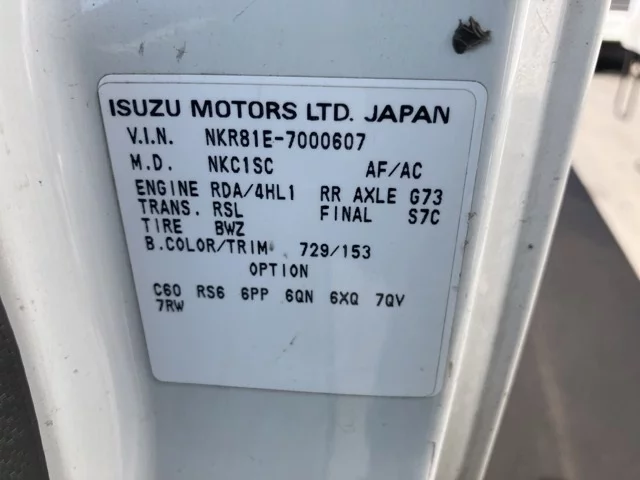 ISUZU MOTORS LTD. JAPAN
V.I.N. NKR81E-7000607
M.D. NKC1SC AF/AC
ENGINE RDA/4HL1 RR AXLE G73
TRANS. RSL FINAL S7C
TIRE BWZ
B.COLOR/TRIM 729/153
OPTION
C60 RS6 6PP 6QN 6XQ 7QV
7RW